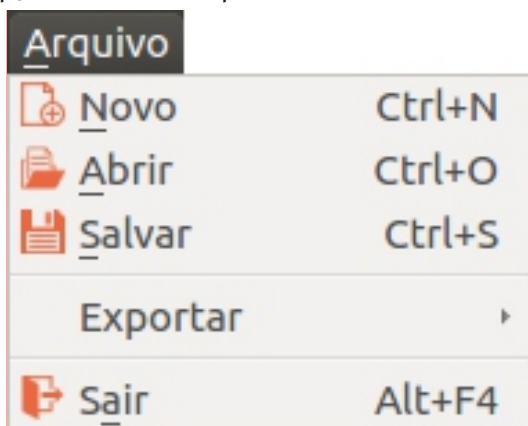 Arquivo
Novo Ctrl+N
Abrir Ctrl+O
Salvar Ctrl+S
Exportar
Sair Alt+F4